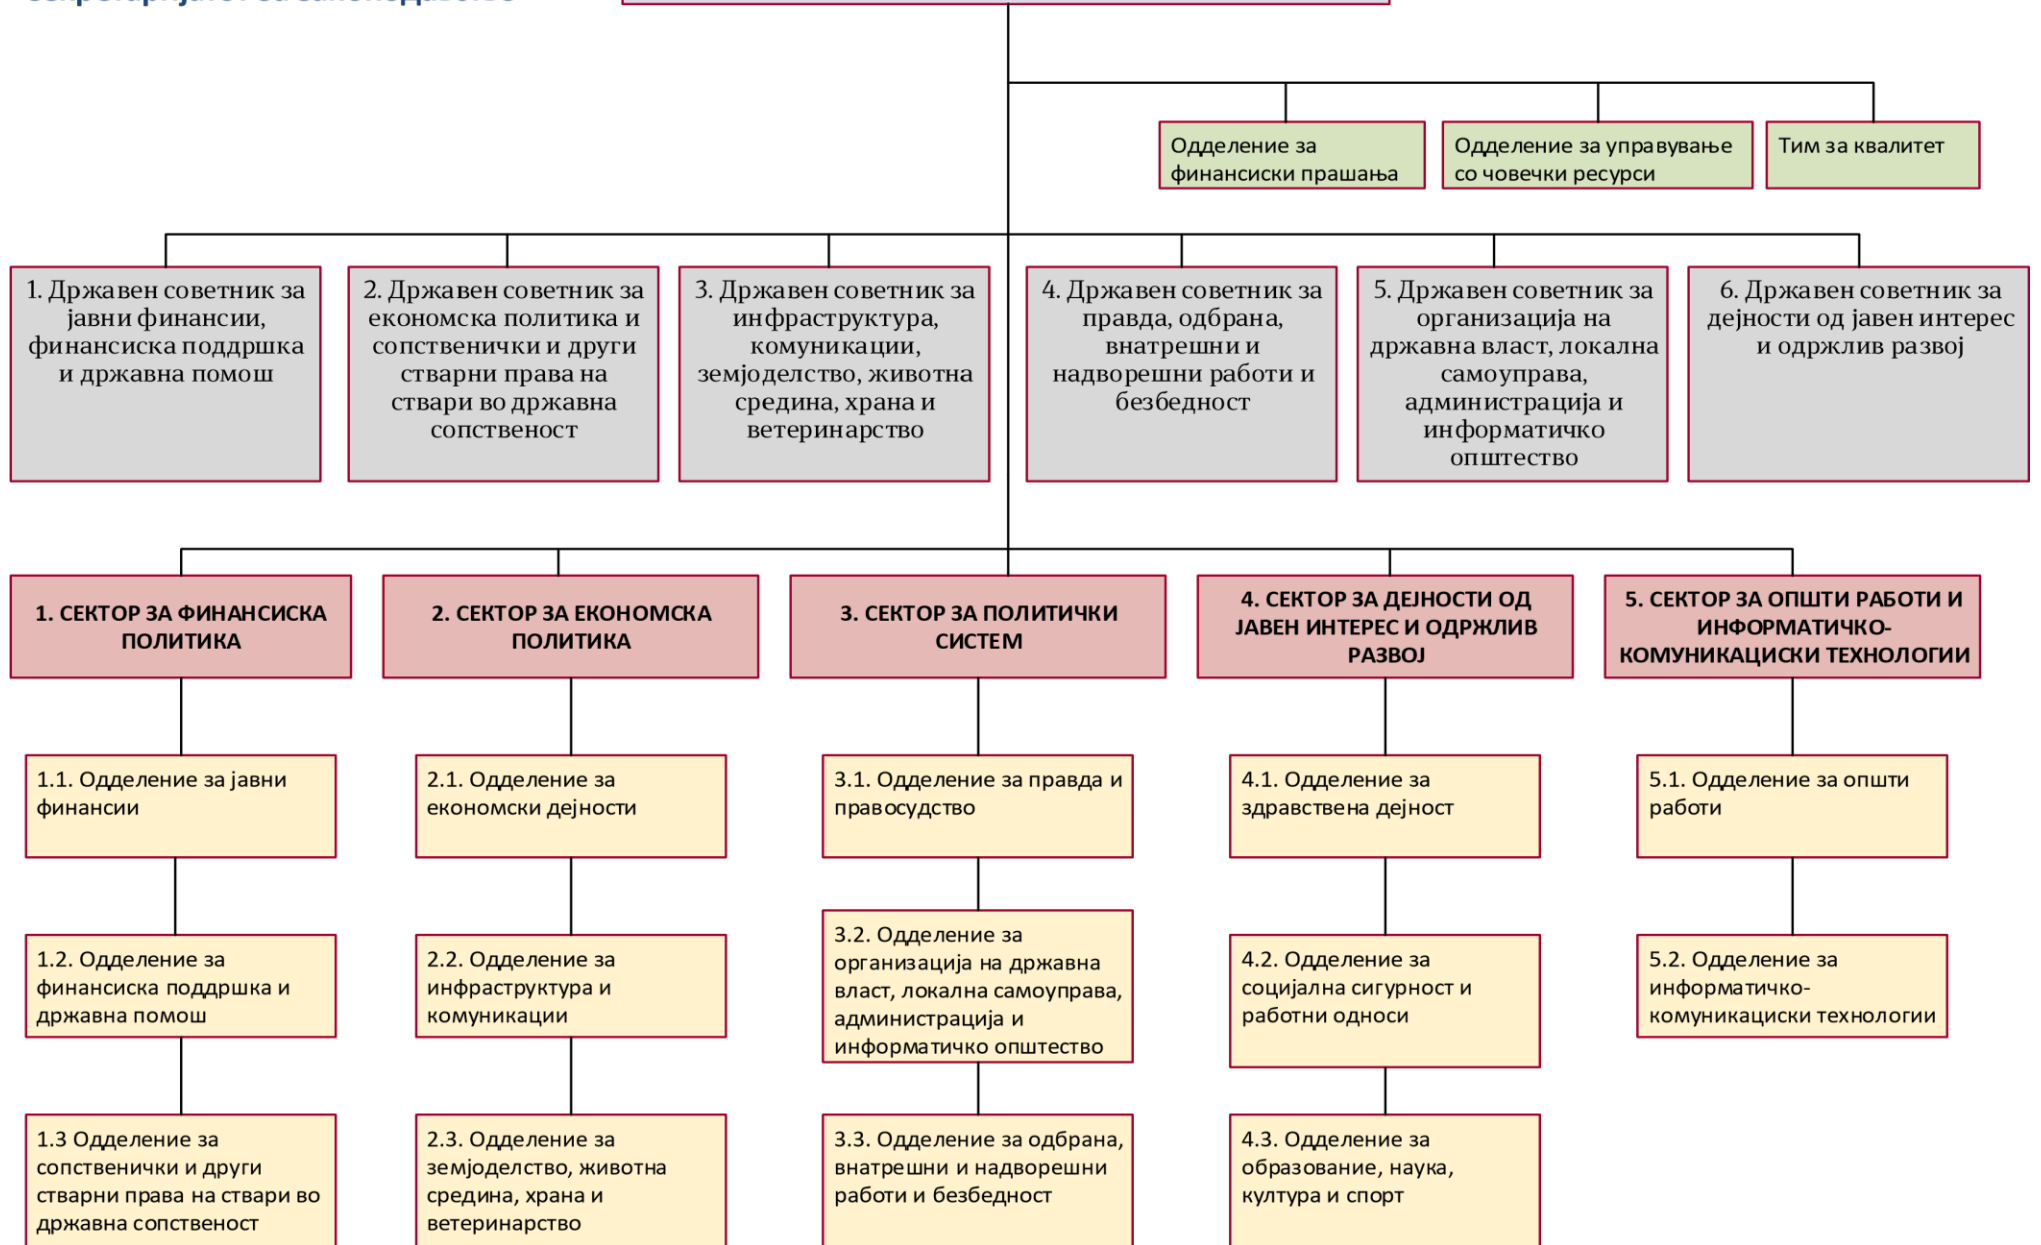 Одделение за
финансиски прашања
Одделение за управување
со човечки ресурси
Тим за квалитет
1. Државен советник за
јавни финансии,
финансиска поддршка
и државна помош
2. Државен советник за
економска политика и
сопственички и други
стварни права на
ствари во државна
сопственост
3. Државен советник за
инфраструктура,
комуникации,
земјоделство, животна
средина, храна и
ветеринарство
4. Државен советник за
правда, одбрана,
внатрешни и
надворешни работи и
безбедност
5. Државен советник за
организација на
државна власт, локална
самоуправа,
администрација и
информатичко
општество
6. Државен советник за
дејности од јавен интерес
и одржлив развој
1. СЕКТОР ЗА ФИНАНСИСКА
ПОЛИТИКА
2. СЕКТОР ЗА ЕКОНОМСКА
ПОЛИТИКА
3. СЕКТОР ЗА ПОЛИТИЧКИ
СИСТЕМ
4. СЕКТОР ЗА ДЕЈНОСТИ ОД
ЈАВЕН ИНТЕРЕС И ОДРЖЛИВ
РАЗВОЈ
5. СЕКТОР ЗА ОПШТИ РАБОТИ И
ИНФОРМАТИЧКО-
КОМУНИКАЦИСКИ ТЕХНОЛОГИИ
1.1. Одделение за јавни
финансии
2.1. Одделение за
економски дејности
3.1. Одделение за правда и
правосудство
4.1. Одделение за
здравствена дејност
5.1. Одделение за општи
работи
1.2. Одделение за
финансиска поддршка и
државна помош
2.2. Одделение за
инфраструктура и
комуникации
3.2. Одделение за
организација на државна
власт, локална самоуправа,
администрација и
информатичко општество
4.2. Одделение за
социјална сигурност и
работни односи
5.2. Одделение за
информатичко-
комуникациски технологии
1.3 Одделение за
сопственички и други
стварни права на ствари во
државна сопственост
2.3. Одделение за
земјоделство, животна
средина, храна и
ветеринарство
3.3. Одделение за одбрана,
внатрешни и надворешни
работи и безбедност
4.3. Одделение за
образование, наука,
култура и спорт